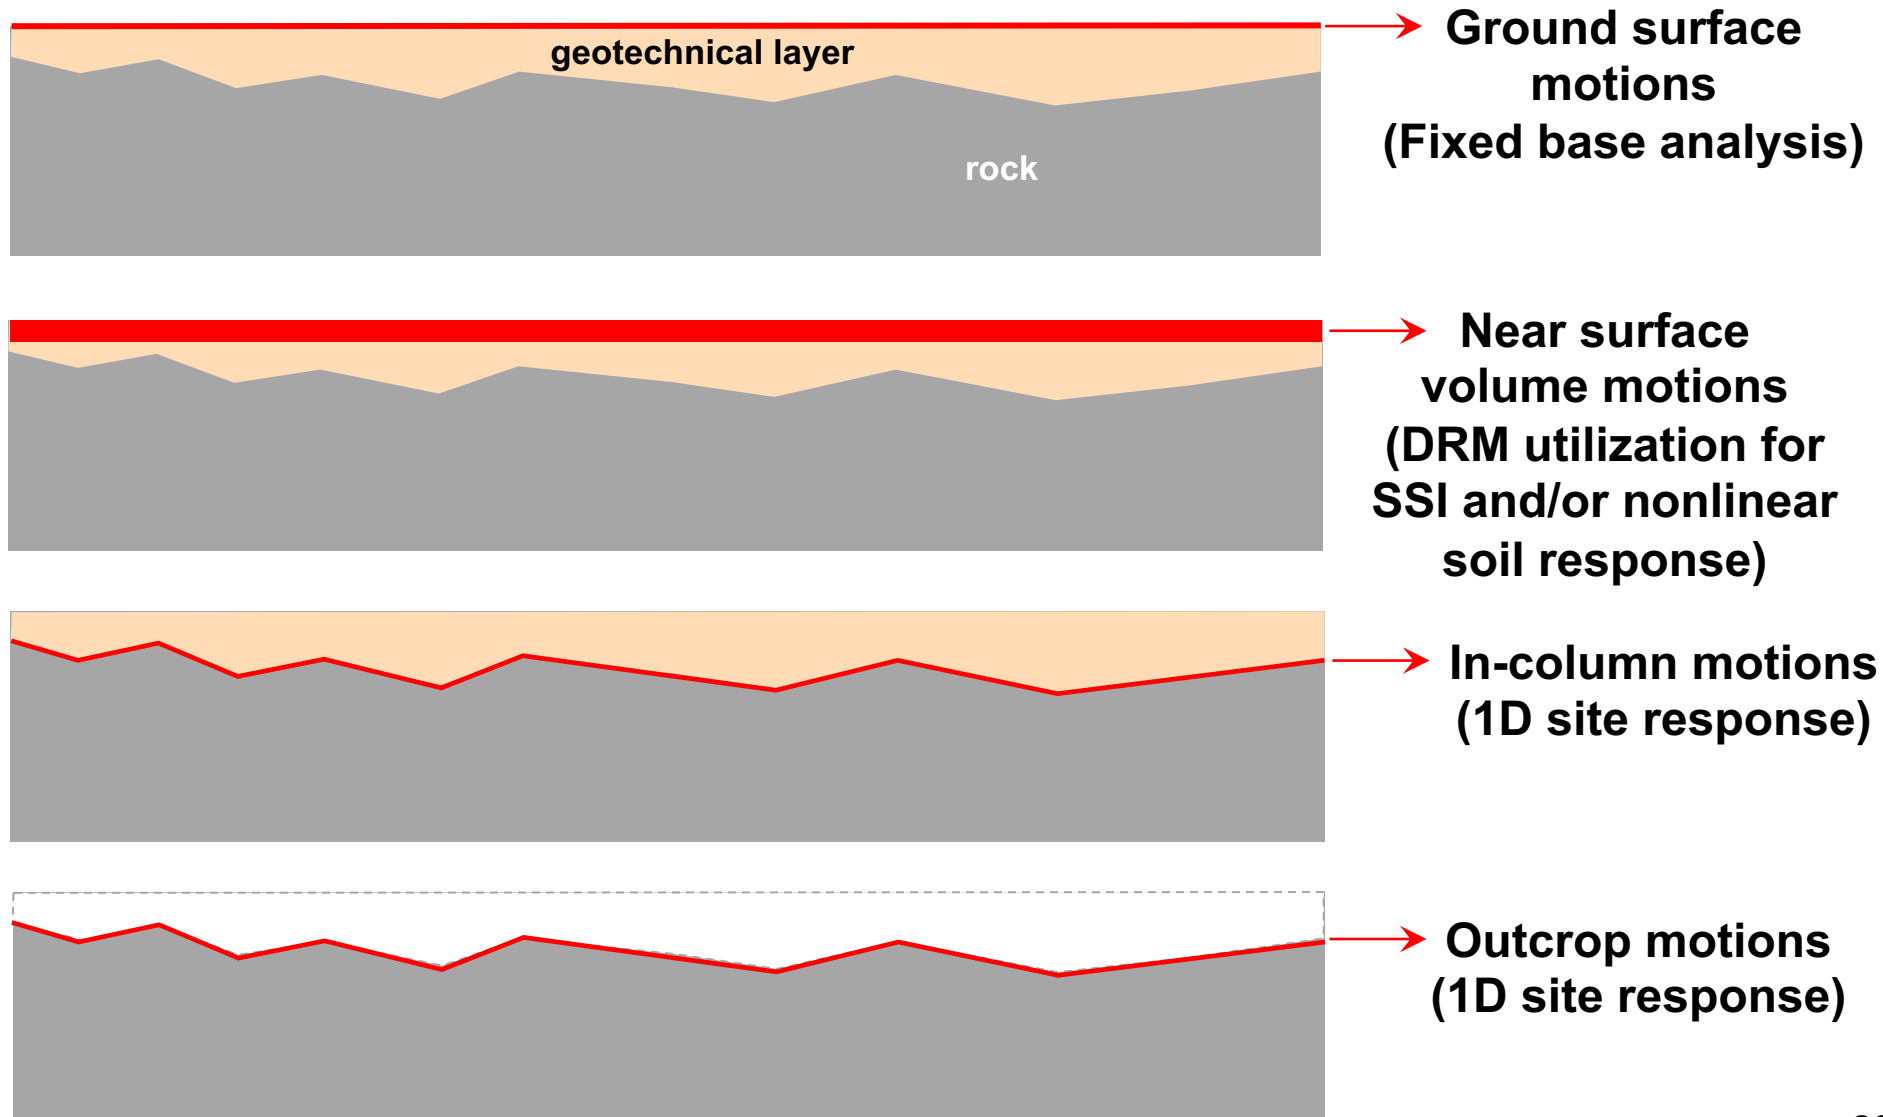 geotechnical layer
rock
Ground surface
motions
(Fixed base analysis)
Near surface
volume motions
(DRM utilization for
SSI and/or nonlinear
soil response)
In-column motions
(1D site response)
Outcrop motions
(1D site response)